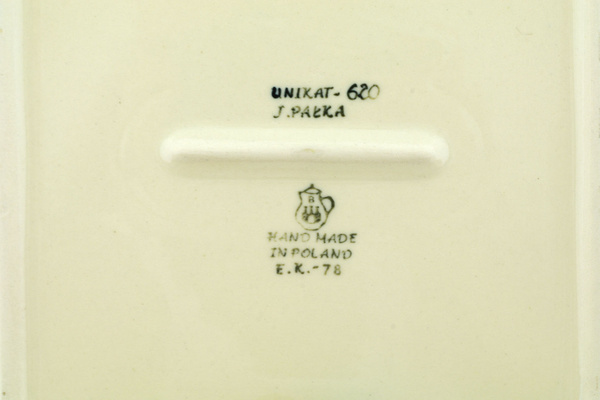 UNIKAT- 620
J. PAŁKA
B
HAND MADE
IN POLAND
E.K.-78